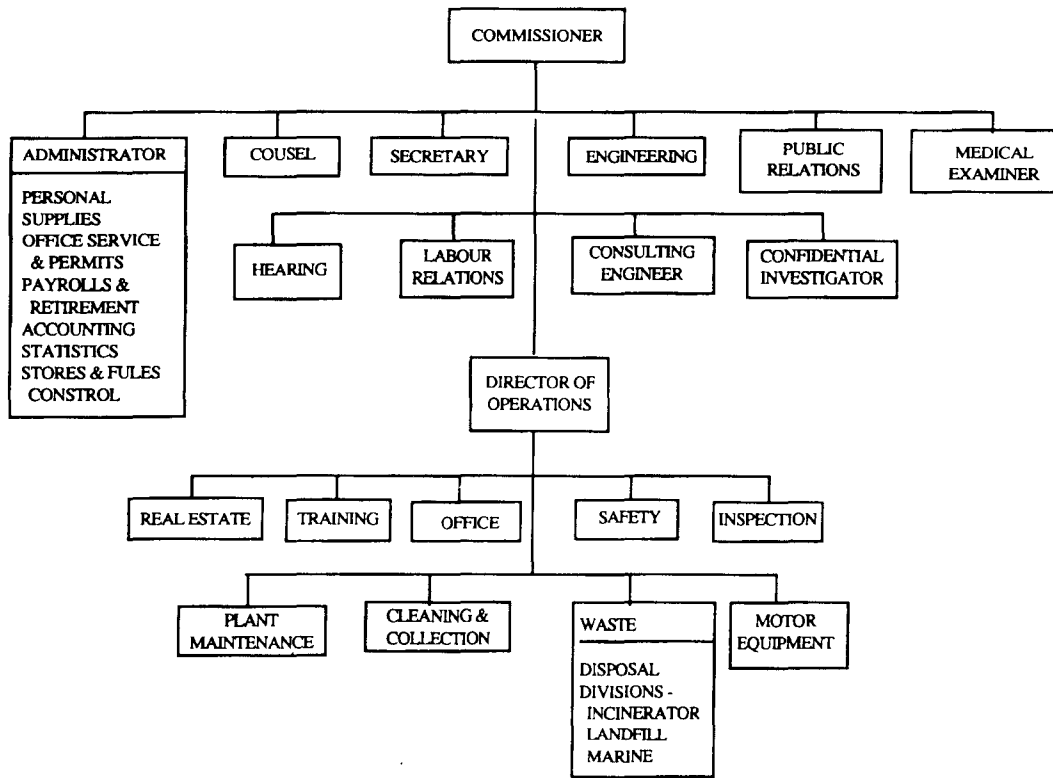 COMMISSIONER
ADMINISTRATOR
PERSONAL
SUPPLIES
OFFICE SERVICE
& PERMITS
PAYROLLS &
RETIREMENT
ACCOUNTING
STATISTICS
STORES & FULES
CONSTROL
COUSEL
SECRETARY
ENGINEERING
PUBLIC
RELATIONS
MEDICAL
EXAMINER
HEARING
LABOUR
RELATIONS
CONSULTING
ENGINEER
CONFIDENTIAL
INVESTIGATOR
DIRECTOR OF
OPERATIONS
REAL ESTATE
TRAINING
OFFICE
SAFETY
INSPECTION
PLANT
MAINTENANCE
CLEANING &
COLLECTION
WASTE
DISPOSAL
DIVISIONS -
INCINERATOR
LANDFILL
MARINE
MOTOR
EQUIPMENT